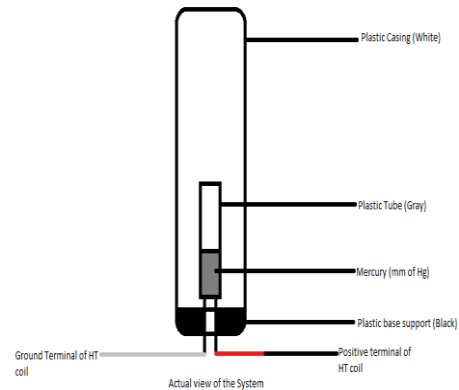 Plastic Casing (White)
Plastic Tube (Gray)
Mercury (mm of Hg)
Plastic base support (Black)
Ground Terminal of HT
coil
Positive terminal of
HT coil
Actual view of the System